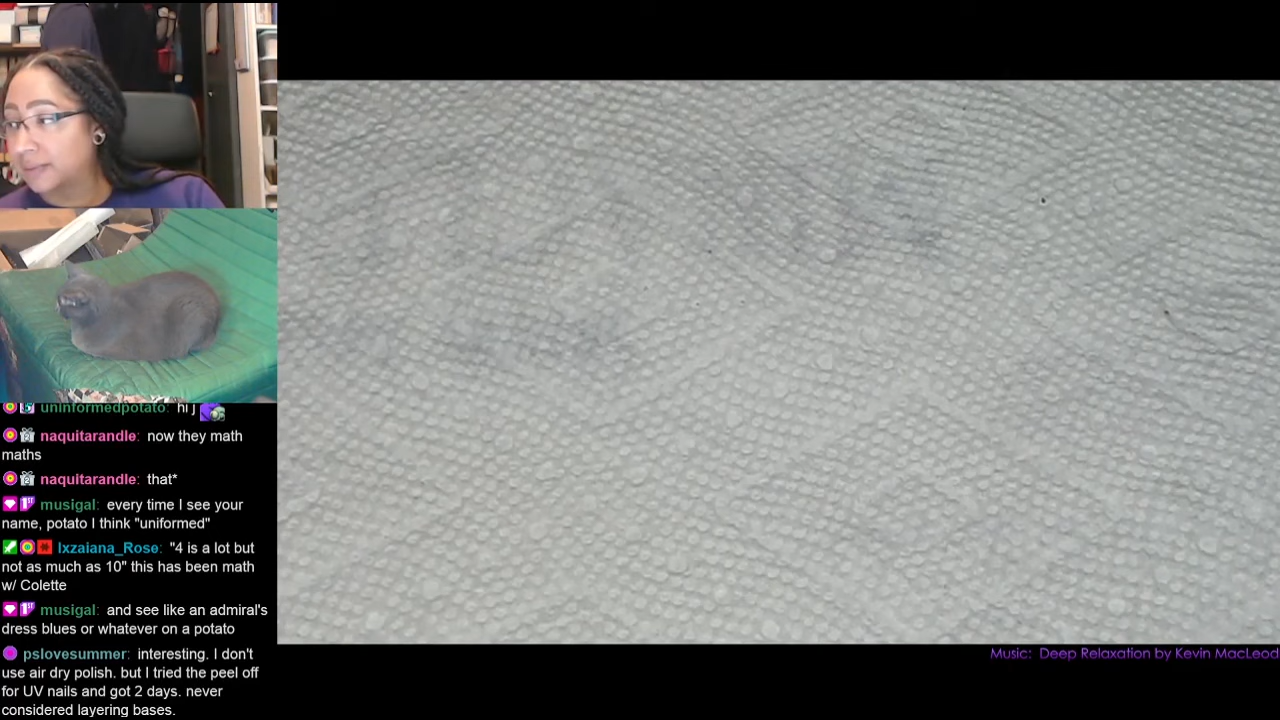 uninformedpotato: hi j
naquitarandle: now they math
maths
naquitarandle: that*
musigal: every time I see your
name, potato I think "uniformed"
Ixzaiana_Rose: "4 is a lot but
not as much as 10" this has been math
w/ Colette
musigal: and see like an admiral's
dress blues or whatever on a potato
pslovesummer: interesting. I don't
use air dry polish. but I tried the peel off
for UV nails and got 2 days. never
considered layering bases.
Music: Deep Relaxation by Kevin MacLeod